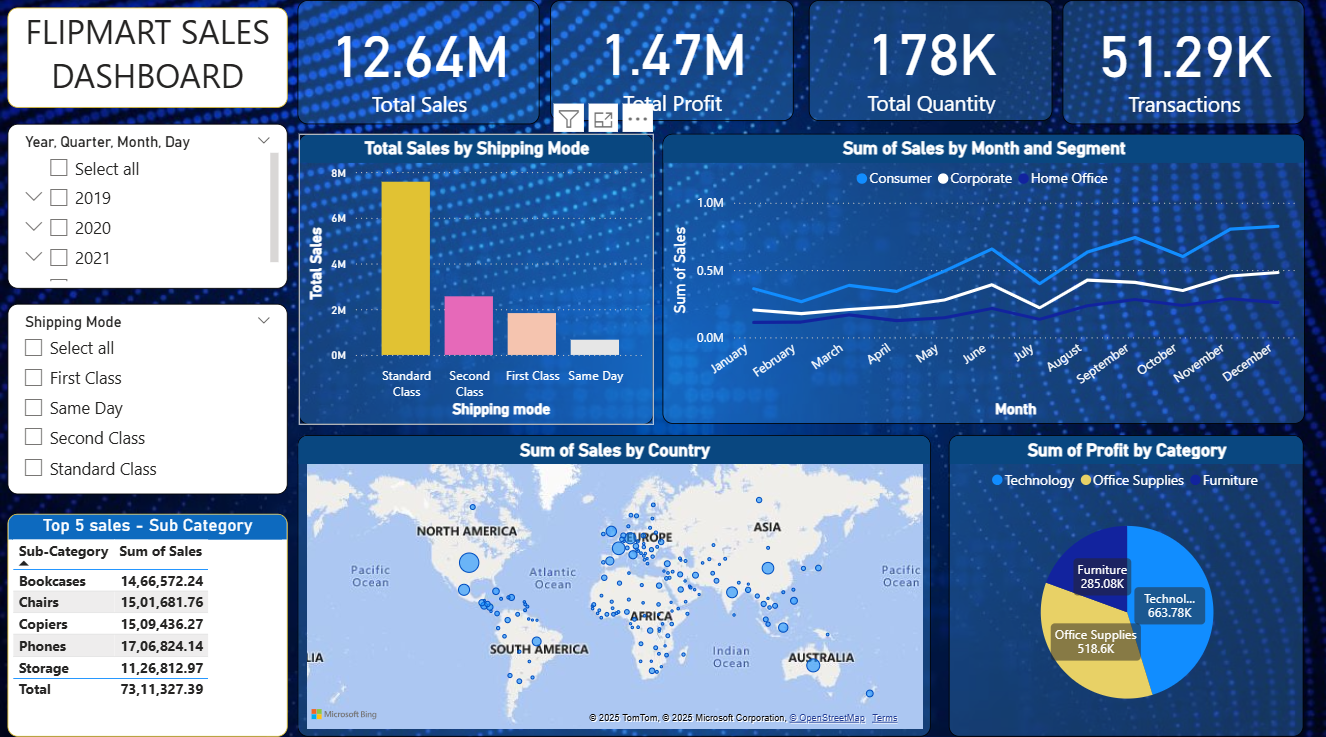 FLIPMART SALES
DASHBOARD
12.64M
Total Sales
1.47M
Total Profit
178K
Total Quantity
51.29K
Transactions
Year, Quarter, Month, Day
Select all
2019
2020
2021
Shipping Mode
Select all
First Class
Same Day
Second Class
Standard Class
Top 5 sales - Sub Category
Sub-Category Sum of Sales
Bookcases 14,66,572.24
Chairs 15,01,681.76
Copiers 15,09,436.27
Phones 17,06,824.14
Storage 11,26,812.97
Total 73,11,327.39
Total Sales by Shipping Mode
Total Sales
8M
6M
4M
2M
0M
Standard
Class
Second
Class
First Class
Same Day
Shipping mode
Sum of Sales by Month and Segment
Consumer Corporate Home Office
Sum of Sales
1.0M
0.5M
0.0M
January
February
March
April
May
June
July
August
September
October
November
December
Month
Sum of Sales by Country
NORTH AMERICA
EUROPE
ASIA
Pacific
Ocean
Atlantic
Ocean
Pacific
Ocean
AFRICA
SOUTH AMERICA
Indian
Ocean
LIA
AUSTRALIA
Microsoft Bing
© 2025 TomTom, © 2025 Microsoft Corporation, © OpenStreetMap Terms
Sum of Profit by Category
Technology Office Supplies Furniture
Furniture
285.08K
Technol...
663.78K
Office Supplies
518.6K